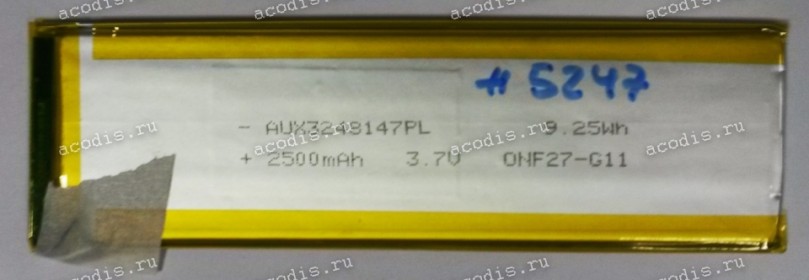 # 5247
- AUX3248147PL 9.25Wh
+ 2500mAh 3.7V ONF27-G11
acodis.ru